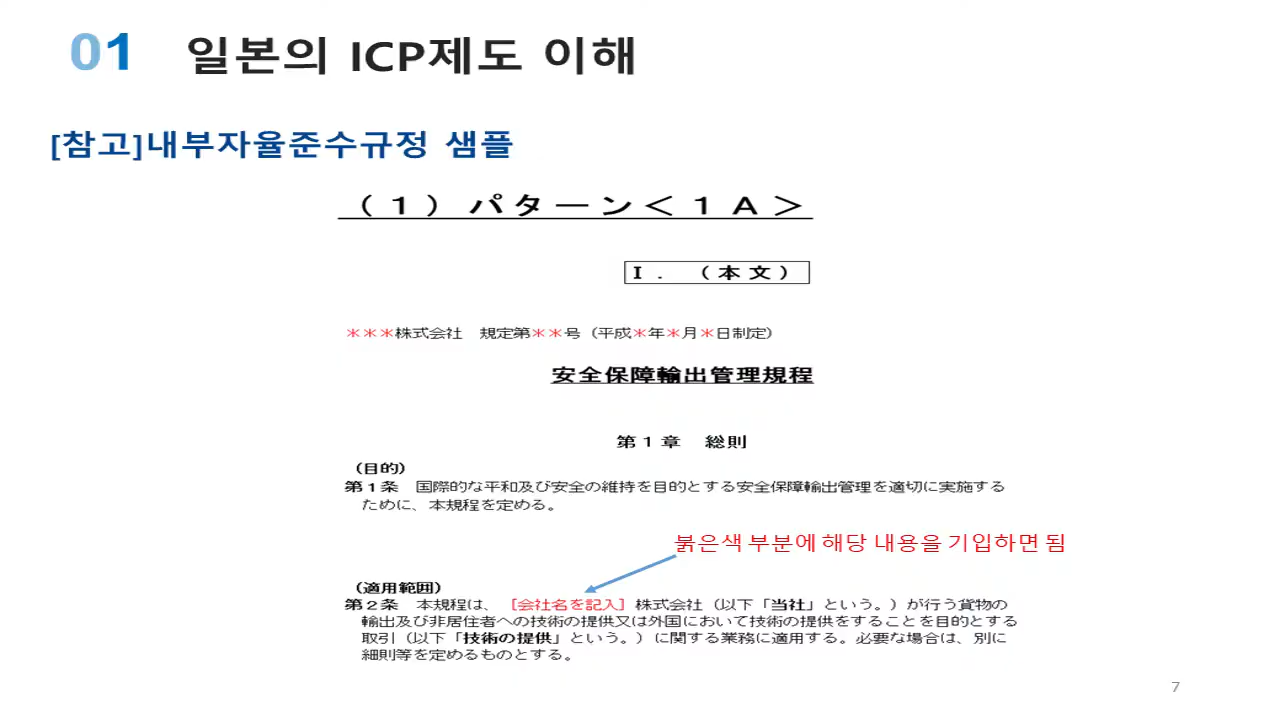 01 일본의 ICP제도 이해
[참고]내부자율준수규정 샘플
（１）パターン＜１Ａ＞
Ⅰ．（本文）
＊＊＊株式会社　規定第＊＊号（平成＊年＊月＊日制定）
安全保障輸出管理規程
第１章　総則
（目的）
第１条　国際的な平和及び安全の維持を目的とする安全保障輸出管理を適切に実施する
ために、本規程を定める。
붉은색 부분에 해당 내용을 기입하면 됨
（適用範囲）
第２条　本規程は、［会社名を記入］株式会社（以下「当社」という。）が行う貨物の
輸出及び非居住者への技術の提供又は外国において技術の提供をすることを目的とする
取引（以下「技術の提供」という。）に関する業務に適用する。必要な場合は、別に
細則等を定めるものとする。
7